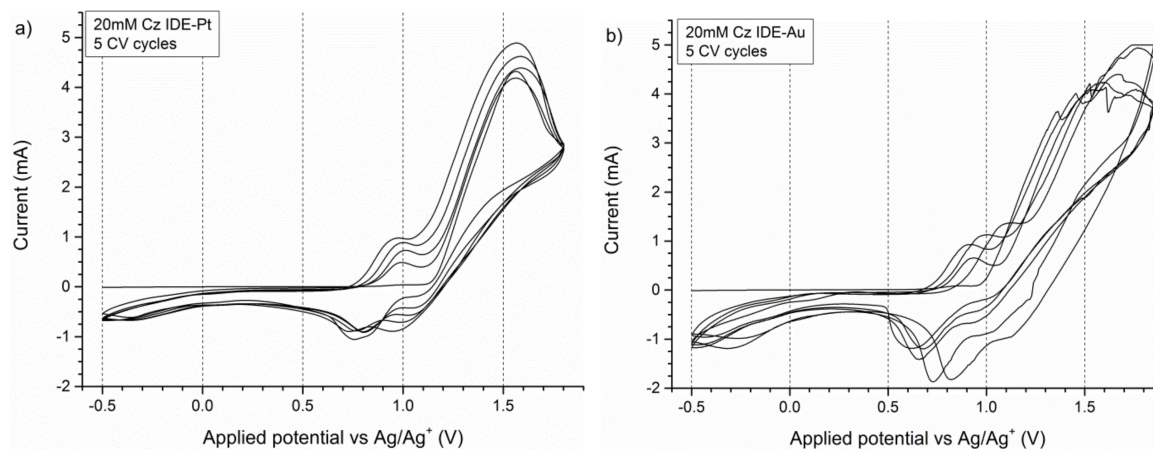 a)
20mM Cz IDE-Pt
5 CV cycles
5
4
3
2
1
0
-1
-2
Current (mA)
-0.5 0.0 0.5 1.0 1.5
Applied potential vs Ag/Ag⁺ (V)
b)
20mM Cz IDE-Au
5 CV cycles
5
4
3
2
1
0
-1
-2
Current (mA)
-0.5 0.0 0.5 1.0 1.5
Applied potential vs Ag/Ag⁺ (V)